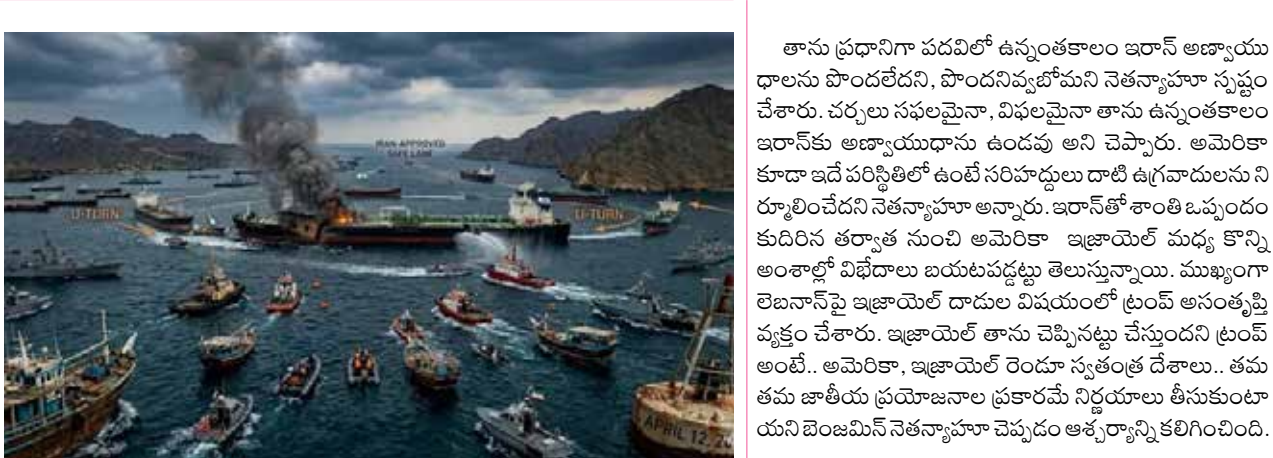 IRAN-APPROVED
SAFE LANE
U-TURN
U-TURN
APRIL 12, 20
తాను ప్రధానిగా పదవిలో ఉన్నంతకాలం ఇరాన్ అణ్వాయు
ధాలను పొందలేదని, పొందనివ్వబోమని నెతన్యాహూ స్పష్టం
చేశారు. చర్చలు సఫలమైనా, విఫలమైనా తాను ఉన్నంతకాలం
ఇరాన్‌కు అణ్వాయుధాను ఉండవు అని చెప్పారు. అమెరికా
కూడా ఇదే పరిస్థితిలో ఉంటే సరిహద్దులు దాటి ఉగ్రవాదులను ని
ర్మూలించేదని నెతన్యాహూ అన్నారు. ఇరాన్‌తో శాంతి ఒప్పందం
కుదిరిన తర్వాత నుంచి అమెరికా ఇజ్రాయెల్ మధ్య కొన్ని
అంశాల్లో విభేదాలు బయటపడ్డట్టు తెలుస్తున్నాయి. ముఖ్యంగా
లెబనాన్‌పై ఇజ్రాయెల్ దాడుల విషయంలో ట్రంప్ అసంతృప్తి
వ్యక్తం చేశారు. ఇజ్రాయెల్ తాను చెప్పినట్టు చేస్తుందని ట్రంప్
అంటే.. అమెరికా, ఇజ్రాయెల్ రెండూ స్వతంత్ర దేశాలు.. తమ
తమ జాతీయ ప్రయోజనాల ప్రకారమే నిర్ణయాలు తీసుకుంటా
యని బెంజమిన్ నెతన్యాహూ చెప్పడం ఆశ్చర్యాన్ని కలిగించింది.